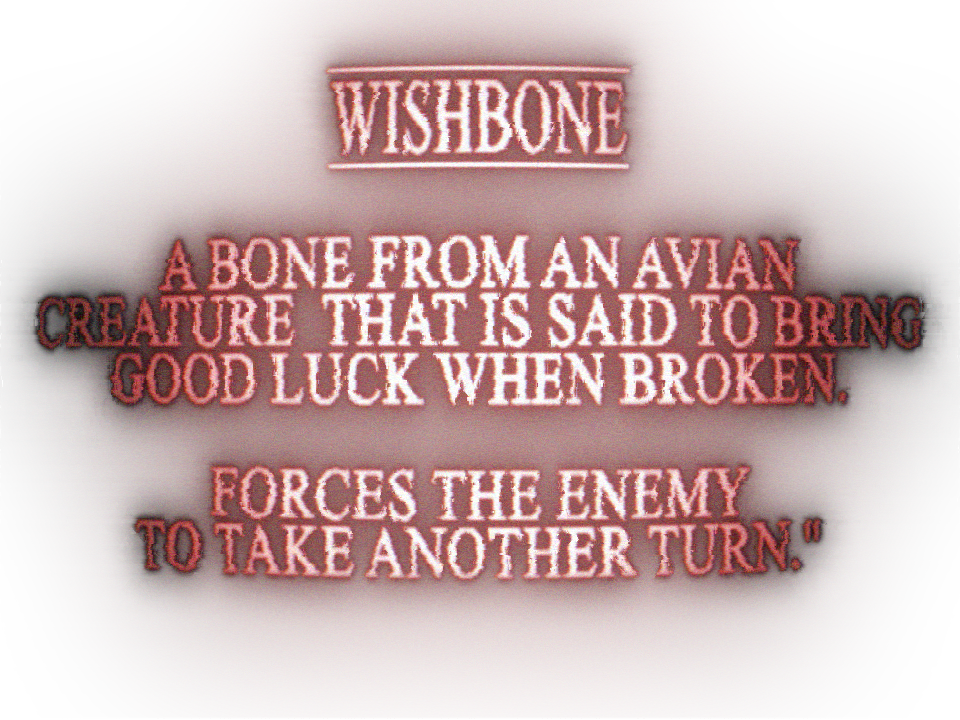 WISHBONE
A BONE FROM AN AVIAN
CREATURE THAT IS SAID TO BRING
GOOD LUCK WHEN BROKEN.
FORCES THE ENEMY
TO TAKE ANOTHER TURN."